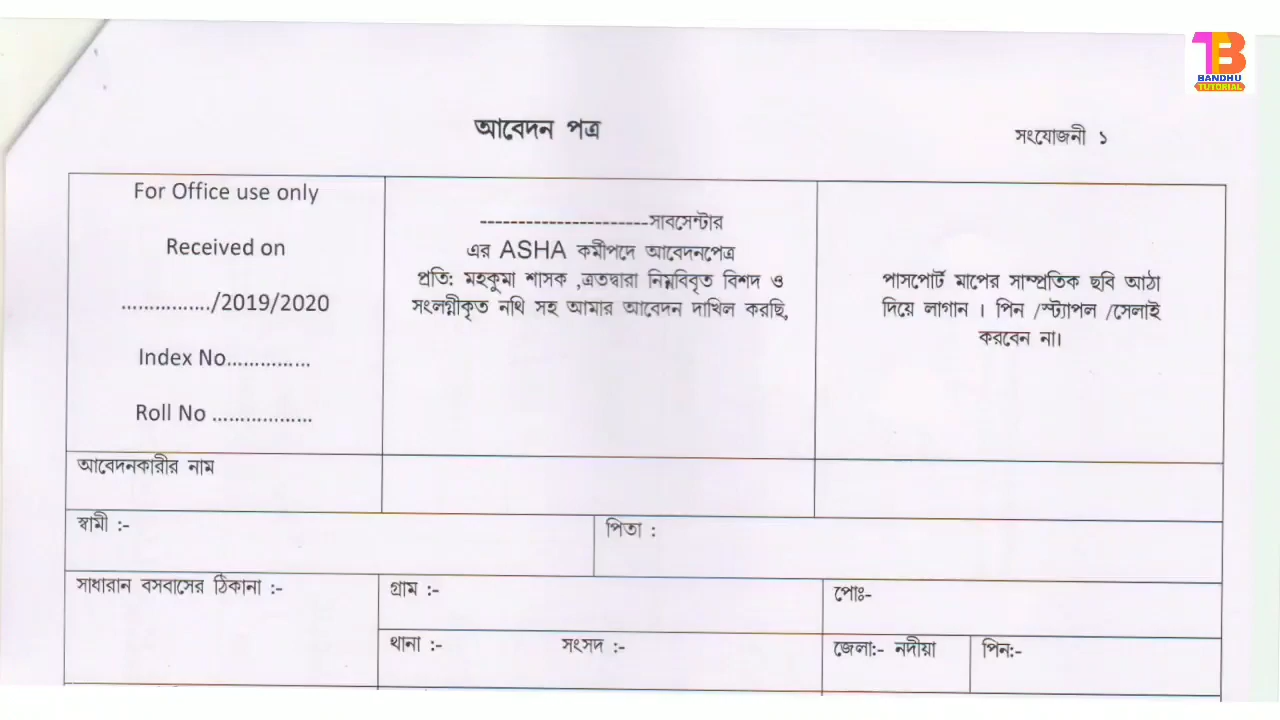 BANDHU
TUTORIAL
আবেদন পত্র
সংযোজনী ১
For Office use only
Received on
................/2019/2020
Index No...............
Roll No ..................
----------------------সাবসেন্টার
এর ASHA কর্মীপদে আবেদনপত্র
প্রতি: মহকুমা শাসক ,এতদ্বারা নিম্নবিবৃত বিশদ ও
সংলগ্নীকৃত নথি সহ আমার আবেদন দাখিল করছি,
পাসপোর্ট মাপের সাম্প্রতিক ছবি আঠা
দিয়ে লাগান । পিন /স্ট্যাপল /সেলাই
করবেন না।
আবেদনকারীর নাম
স্বামী :-
পিতা :
সাধারান বসবাসের ঠিকানা :-
গ্রাম :-
পোঃ-
থানা :- সংসদ :-
জেলা:- নদীয়া
পিন:-